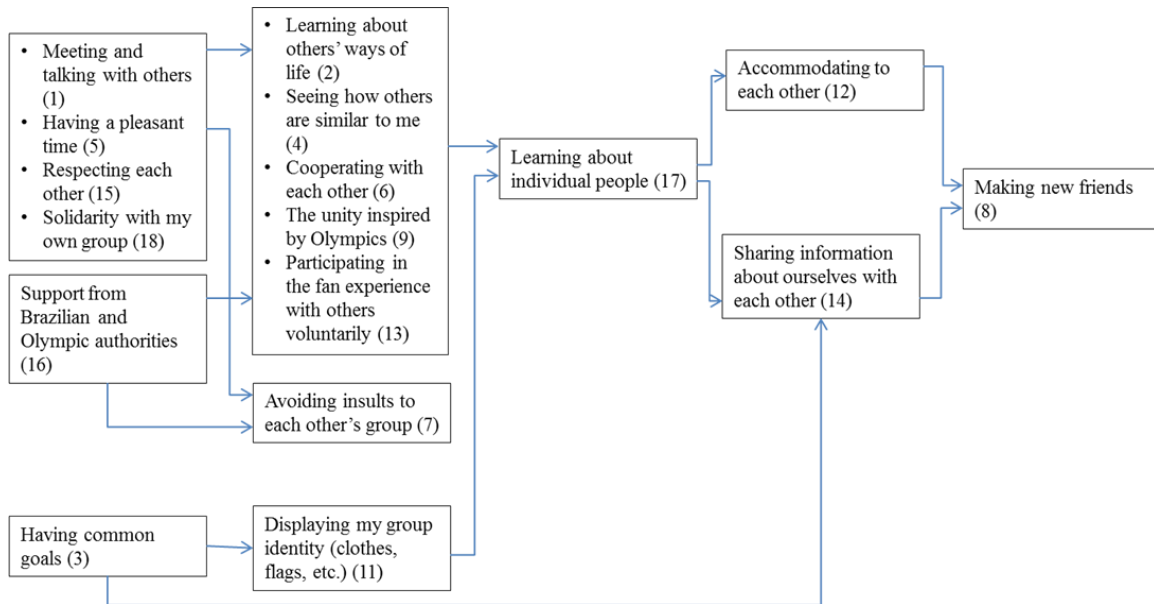 • Meeting and
talking with others
(1)
• Having a pleasant
time (5)
• Respecting each
other (15)
• Solidarity with my
own group (18)
Support from
Brazilian and
Olympic authorities
(16)
Having common
goals (3)
• Learning about
others’ ways of
life (2)
• Seeing how others
are similar to me
(4)
• Cooperating with
each other (6)
• The unity inspired
by Olympics (9)
• Participating in
the fan experience
with others
voluntarily (13)
Avoiding insults to
each other’s group (7)
Displaying my group
identity (clothes,
flags, etc.) (11)
Learning about
individual people (17)
Accommodating to
each other (12)
Sharing information
about ourselves with
each other (14)
Making new friends
(8)